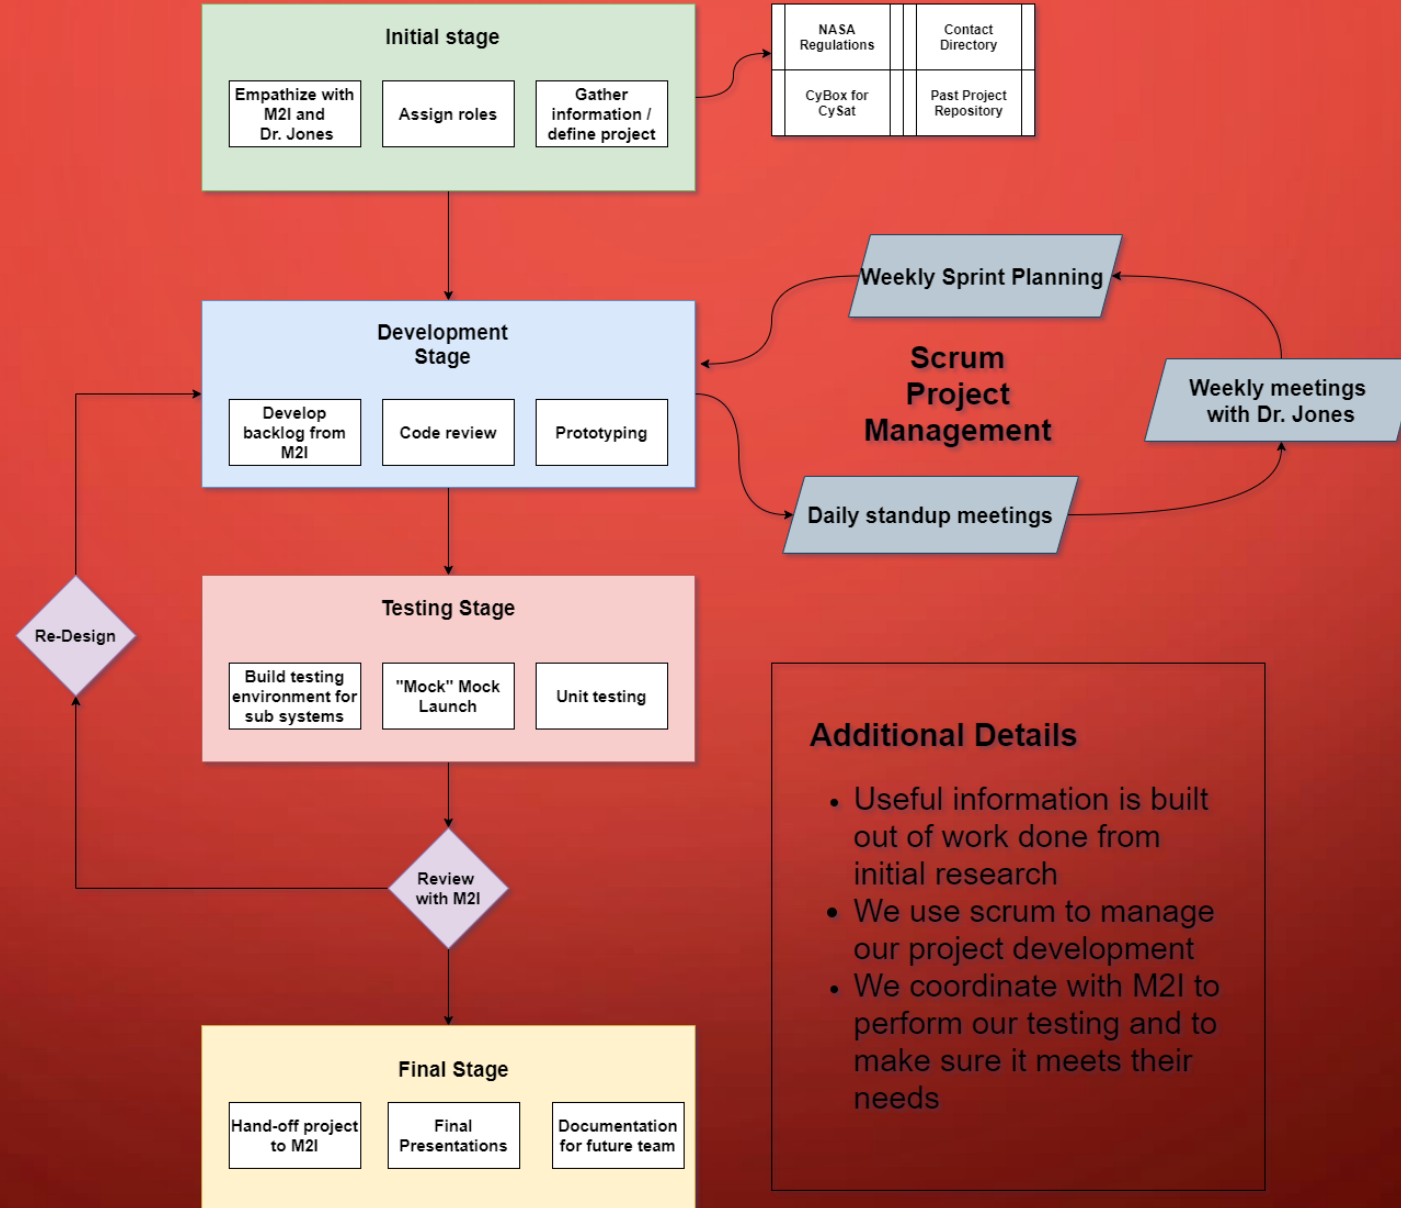 Initial stage
Empathize with
M2I and
Dr. Jones
Assign roles
Gather
information /
define project
NASA
Regulations
Contact
Directory
CyBox for
CySat
Past Project
Repository
Weekly Sprint Planning
Scrum
Project
Management
Weekly meetings
with Dr. Jones
Daily standup meetings
Development
Stage
Develop
backlog from
M2I
Code review
Prototyping
Re-Design
Testing Stage
Build testing
environment for
sub systems
"Mock" Mock
Launch
Unit testing
Review
with M2I
Final Stage
Hand-off project
to M2I
Final
Presentations
Documentation
for future team
Additional Details
• Useful information is built
out of work done from
initial research
• We use scrum to manage
our project development
• We coordinate with M2I to
perform our testing and to
make sure it meets their
needs